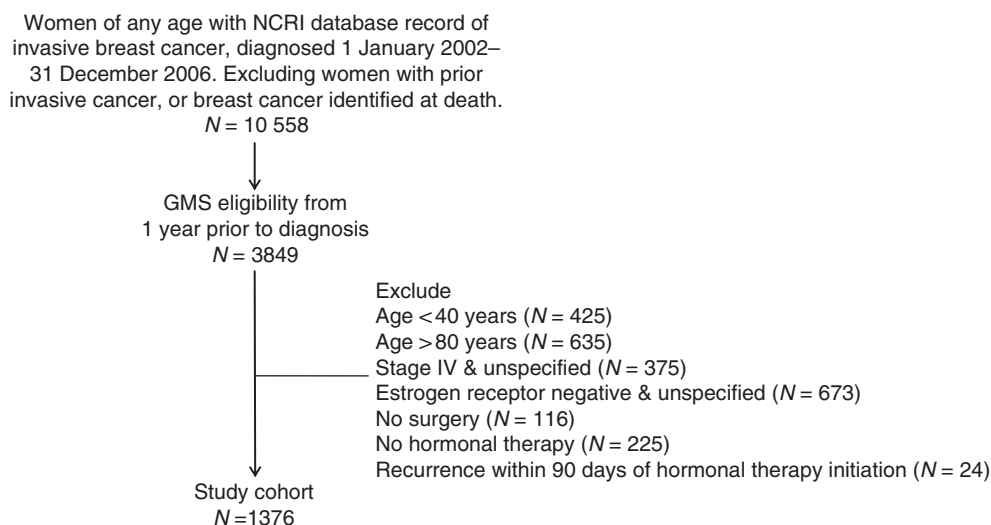 Women of any age with NCRI database record of
invasive breast cancer, diagnosed 1 January 2002–
31 December 2006. Excluding women with prior
invasive cancer, or breast cancer identified at death.
N = 10 558
GMS eligibility from
1 year prior to diagnosis
N = 3849
Exclude
Age <40 years (N = 425)
Age >80 years (N = 635)
Stage IV & unspecified (N = 375)
Estrogen receptor negative & unspecified (N = 673)
No surgery (N = 116)
No hormonal therapy (N = 225)
Recurrence within 90 days of hormonal therapy initiation (N = 24)
Study cohort
N =1376